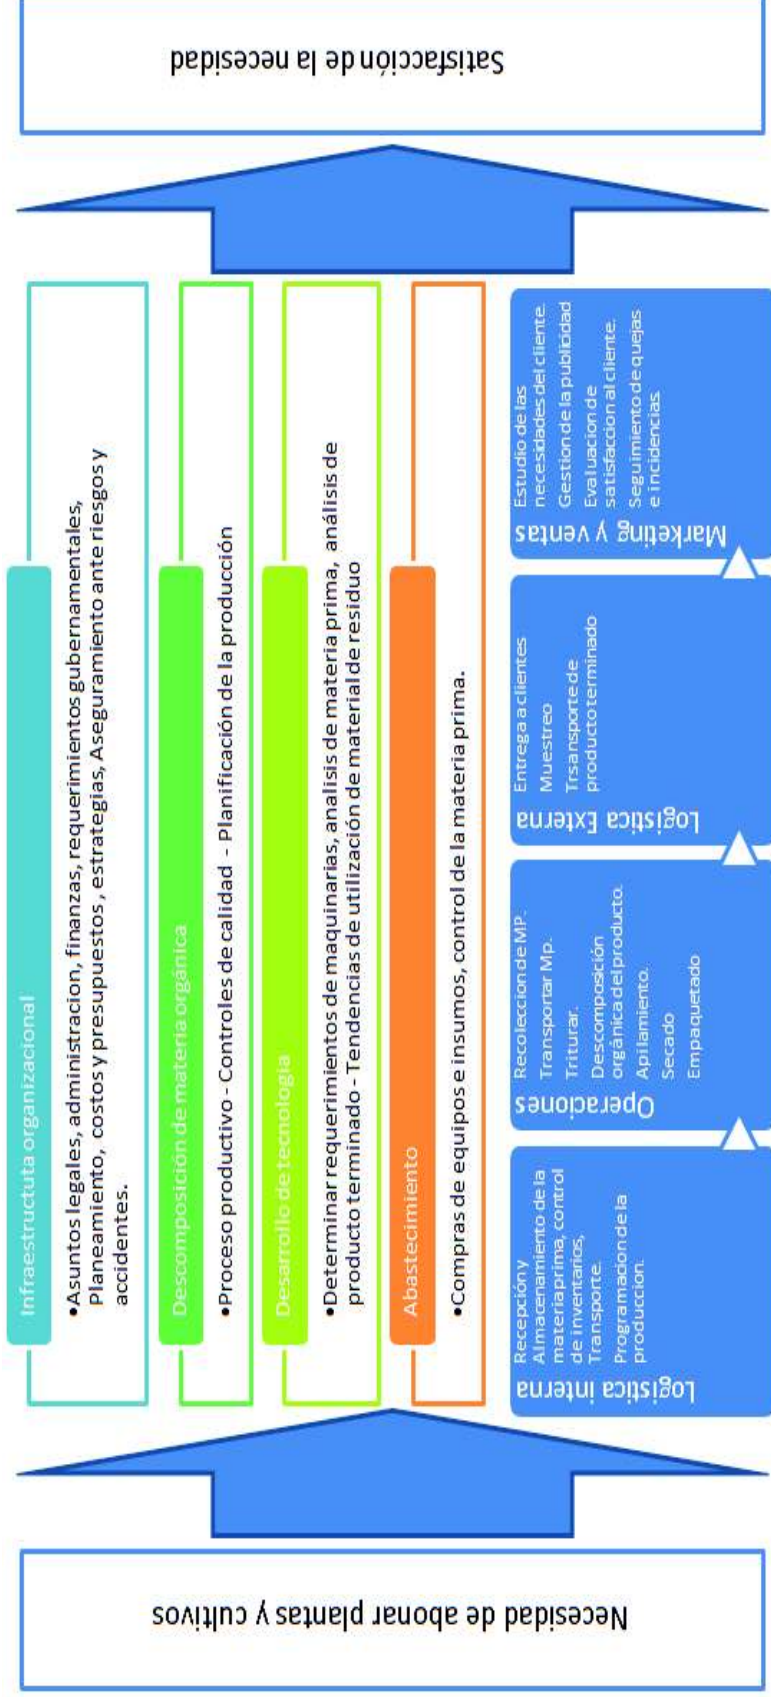 Necesidad de abonar plantas y cultivos
Infraestructuta organizacional
•Asuntos legales, administracion, finanzas, requerimientos gubernamentales,
Planeamiento, costos y presupuestos , estrategias, Aseguramiento ante riesgos y
accidentes.
Descomposición de materia orgánica
•Proceso productivo - Controles de calidad - Planificación de la producción
Desarrollo de tecnologia
•Determinar requerimientos de maquinarias, analisis de materia prima, análisis de
producto terminado - Tendencias de utilización de material de residuo
Abastecimiento
•Compras de equipos e insumos, control de la materia prima.
Logistica interna
Recepción y
Almacenamiento de la
materia prima, control
de inventarios,
Transporte.
Programacion de la
produccion.
Operaciones
Recoleccion de MP.
Transportar Mp.
Triturar.
Descomposición
orgánica del producto.
Apilamiento.
Secado
Empaquetado
Logistica Externa
Entrega a clientes
Muestreo
Trsansporte de
producto terminado
Marketing y ventas
Estudio de las
necesidades del cliente.
Gestion de la publicidad
Evaluacion de
satisfaccion al cliente.
Seguimiento de quejas
e incidencias.
Satisfacción de la necesidad